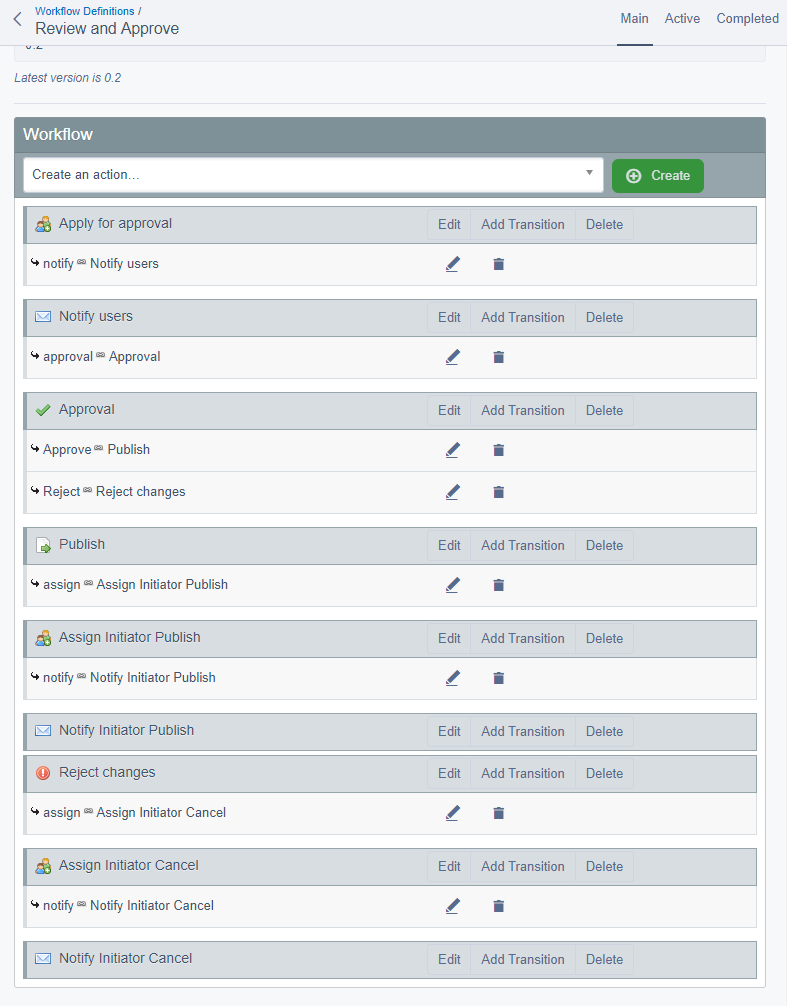 Workflow Definitions /
Review and Approve
Main Active Completed
0.2
Latest version is 0.2
Workflow
Create an action...
Create
Apply for approval Edit Add Transition Delete
notify Notify users
Notify users Edit Add Transition Delete
approval Approval
Approval Edit Add Transition Delete
Approve Publish
Reject Reject changes
Publish Edit Add Transition Delete
assign Assign Initiator Publish
Assign Initiator Publish Edit Add Transition Delete
notify Notify Initiator Publish
Notify Initiator Publish Edit Add Transition Delete
Reject changes Edit Add Transition Delete
assign Assign Initiator Cancel
Assign Initiator Cancel Edit Add Transition Delete
notify Notify Initiator Cancel
Notify Initiator Cancel Edit Add Transition Delete